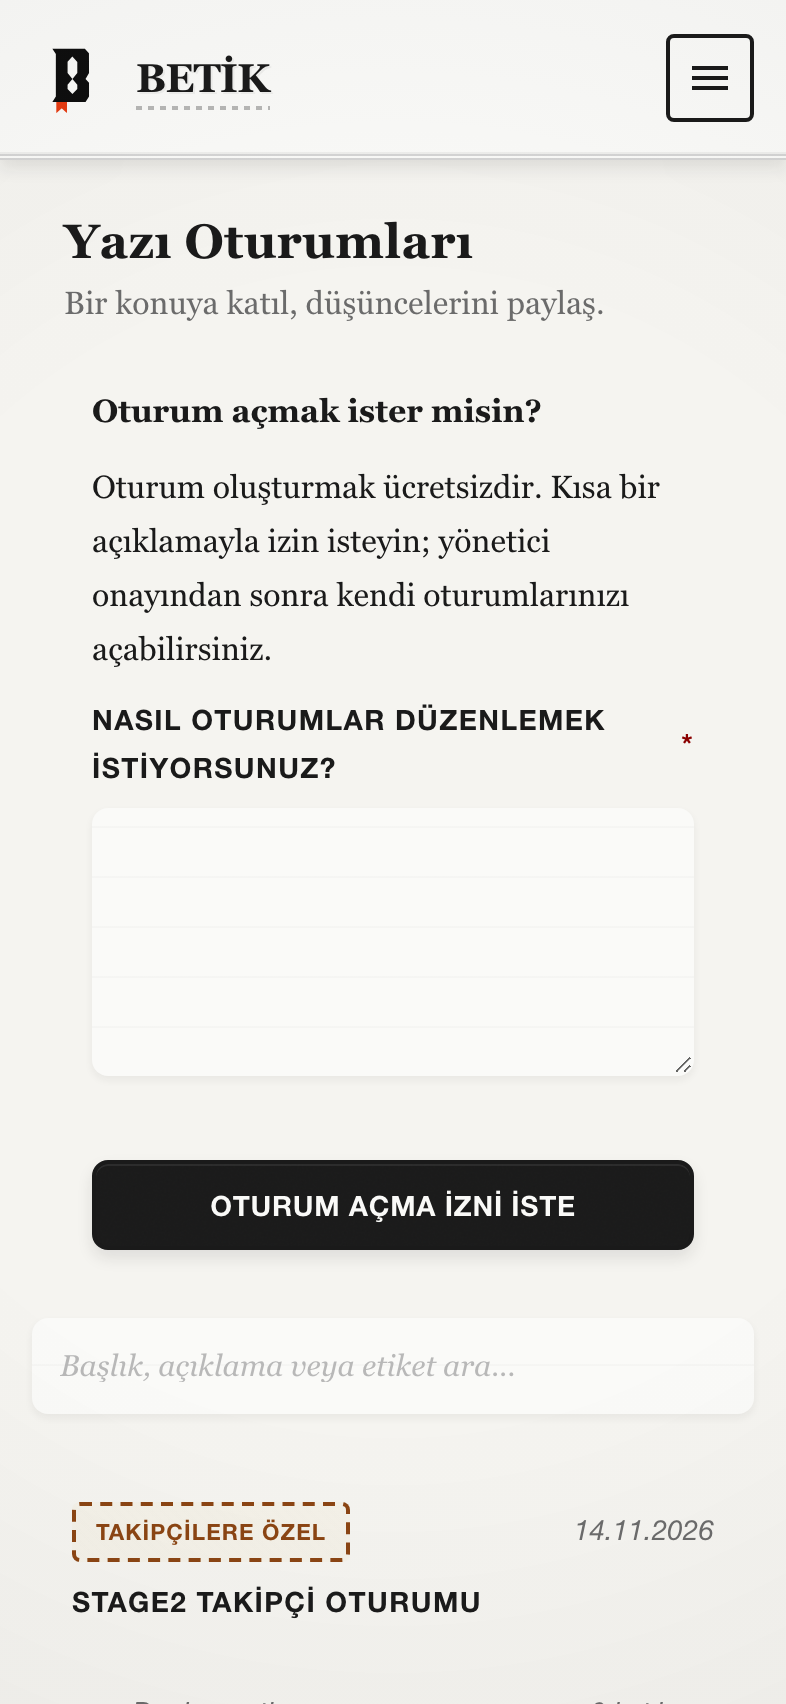 BETİK
Yazı Oturumları
Bir konuya katıl, düşüncelerini paylaş.
Oturum açmak ister misin?
Oturum oluşturmak ücretsizdir. Kısa bir
açıklamayla izin isteyin; yönetici
onayından sonra kendi oturumlarınızı
açabilirsiniz.
NASIL OTURUMLAR DÜZENLEMEK
İSTİYORSUNUZ? *
OTURUM AÇMA İZNİ İSTE
Başlık, açıklama veya etiket ara...
TAKİPÇİLERE ÖZEL 14.11.2026
STAGE2 TAKİPÇİ OTURUMU